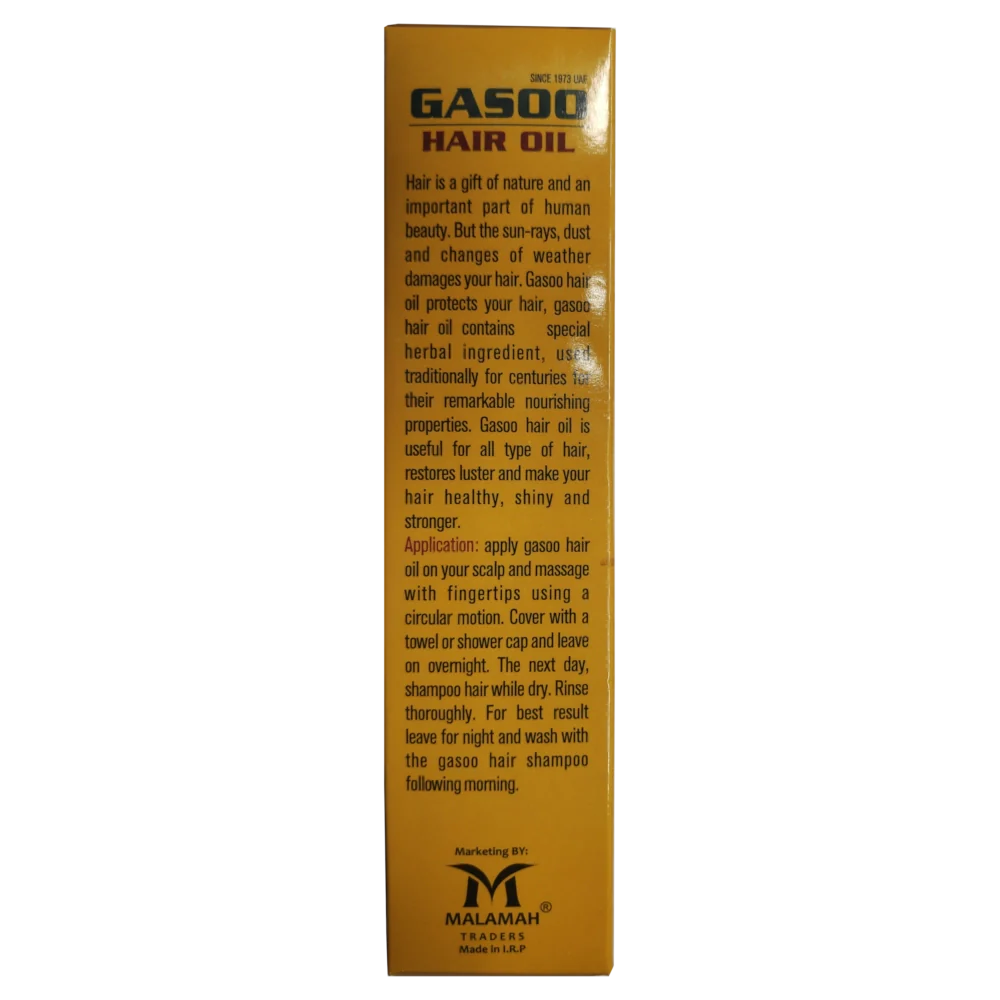 SINCE 1973 UAE
GASOO
HAIR OIL
Hair is a gift of nature and an
important part of human
beauty. But the sun-rays, dust
and changes of weather
damages your hair. Gasoo hair
oil protects your hair, gasoo
hair oil contains special
herbal ingredient, used
traditionally for centuries for
their remarkable nourishing
properties. Gasoo hair oil is
useful for all type of hair,
restores luster and make your
hair healthy, shiny and
stronger.
Application: apply gasoo hair
oil on your scalp and massage
with fingertips using a
circular motion. Cover with a
towel or shower cap and leave
on overnight. The next day,
shampoo hair while dry. Rinse
thoroughly. For best result
leave for night and wash with
the gasoo hair shampoo
following morning.
Marketing BY:
MALAMAH ®
TRADERS
Made In I.R.P